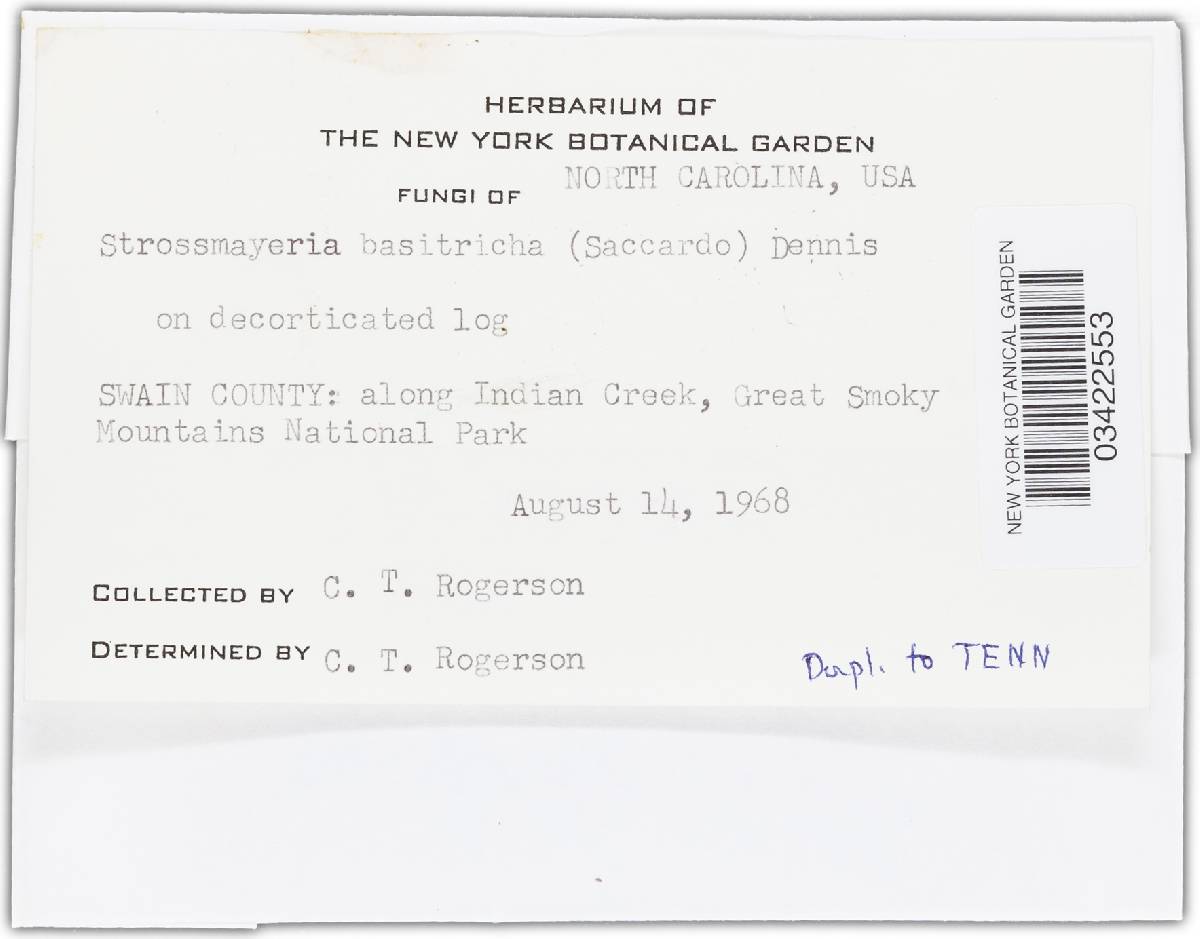 HERBARIUM OF
THE NEW YORK BOTANICAL GARDEN
FUNGI OF NORTH CAROLINA, USA
Strossmayeria basitricha (Saccardo) Dennis
on decorticated log
SWAIN COUNTY: along Indian Creek, Great Smoky
Mountains National Park
August 14, 1968
COLLECTED BY C. T. Rogerson
DETERMINED BY C. T. Rogerson
Dupl. to TENN
NEW YORK BOTANICAL GARDEN
03422553